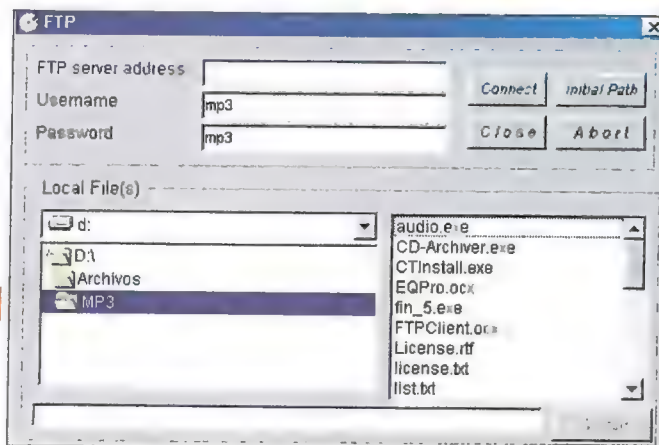 FTP
FTP server address
Username
mp3
Password
mp3
Connect
Initial Path
Close
Abort
Local File(s)
d:
D:\
Archivos
MP3
audio.exe
CD-Archiver.exe
CTInstall.exe
EQPro.ocx
fin_5.exe
FTPClient.ocx
License.rtf
license.txt
list.txt